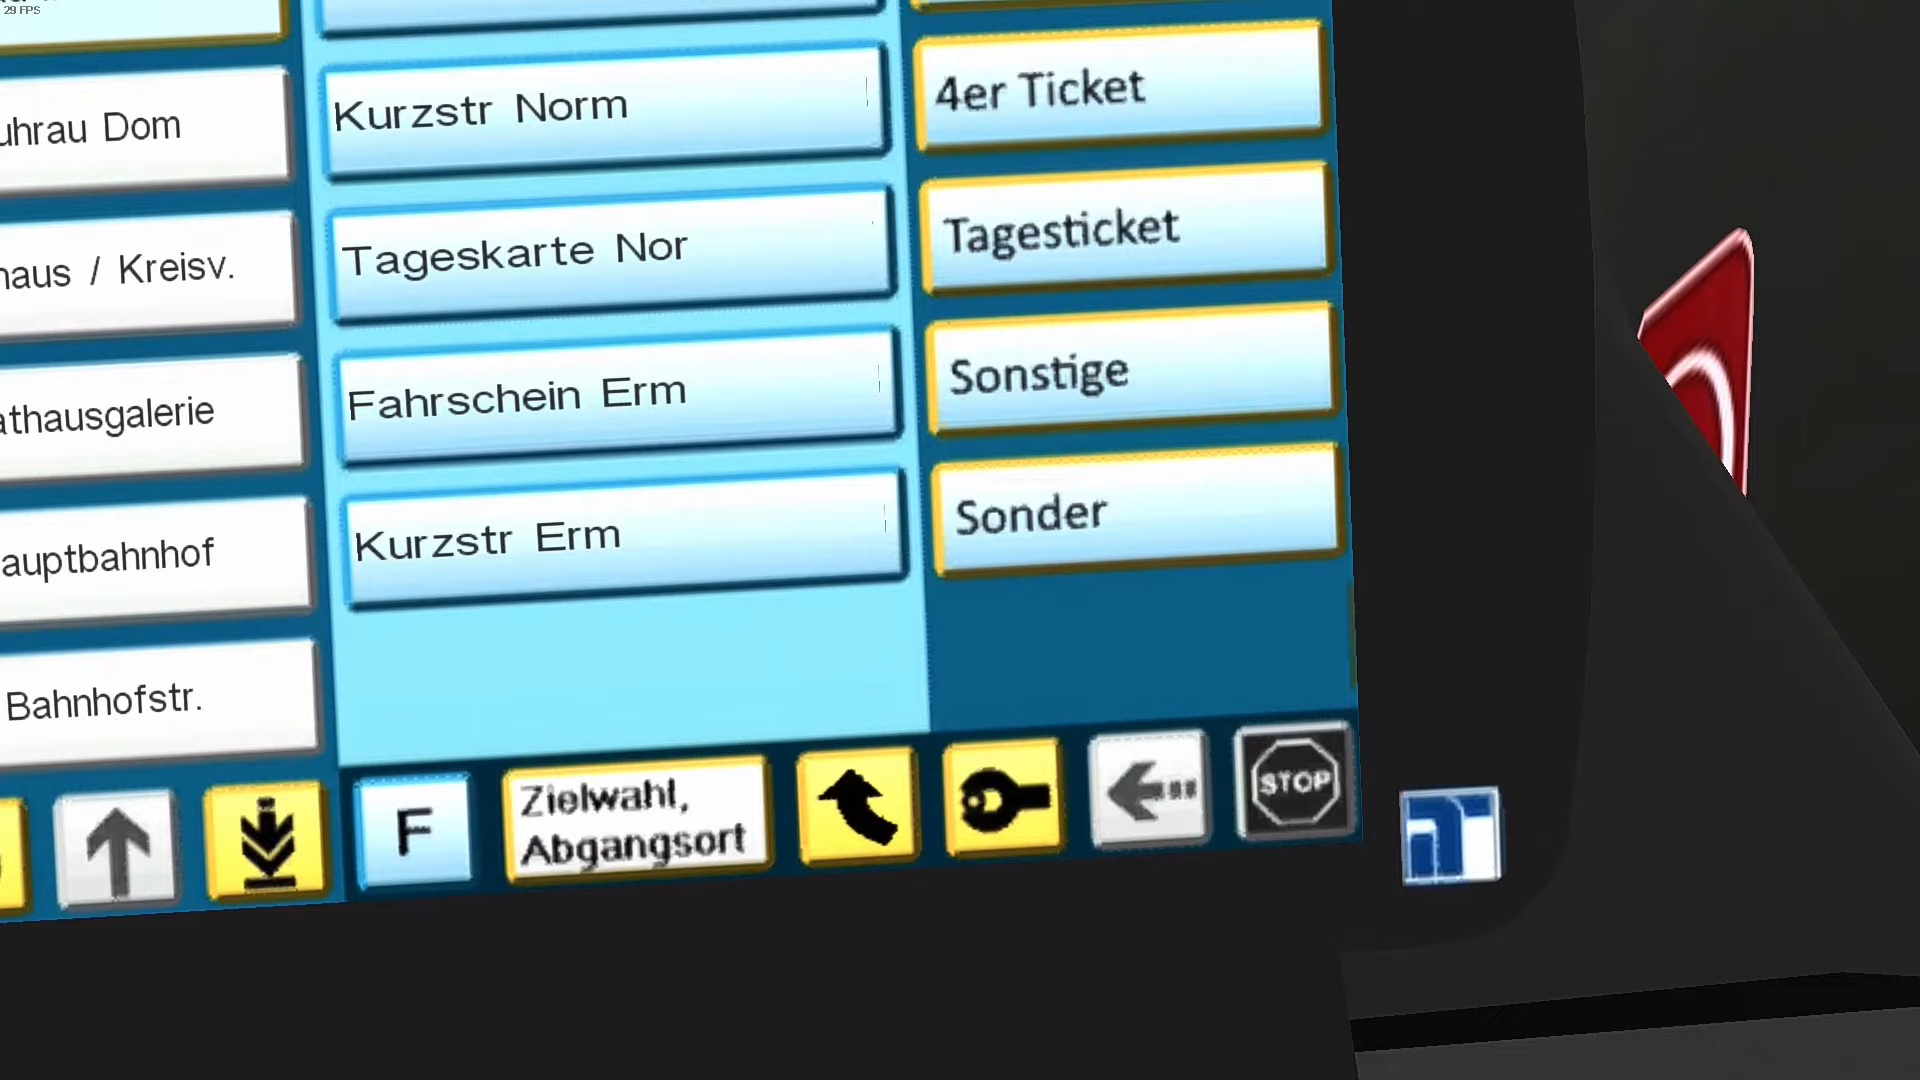 29 FPS
uhrau Dom
haus / Kreisv.
athausgalerie
auptbahnhof
Bahnhofstr.
Kurzstr Norm
Tageskarte Nor
Fahrschein Erm
Kurzstr Erm
4er Ticket
Tagesticket
Sonstige
Sonder
F
Zielwahl,
Abgangsort
STOP